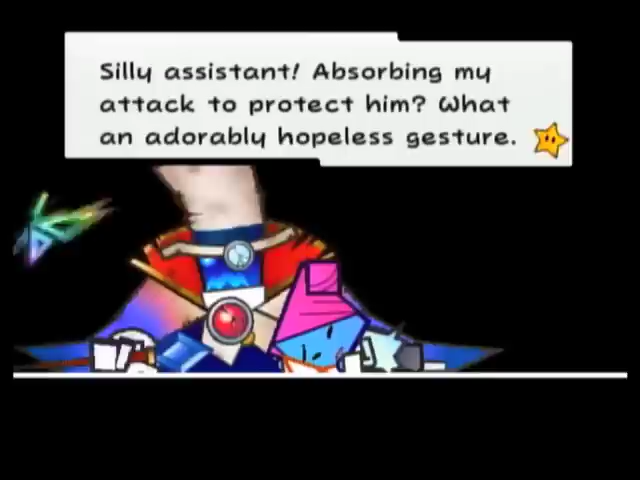 Silly assistant! Absorbing my
attack to protect him? What
an adorably hopeless gesture.